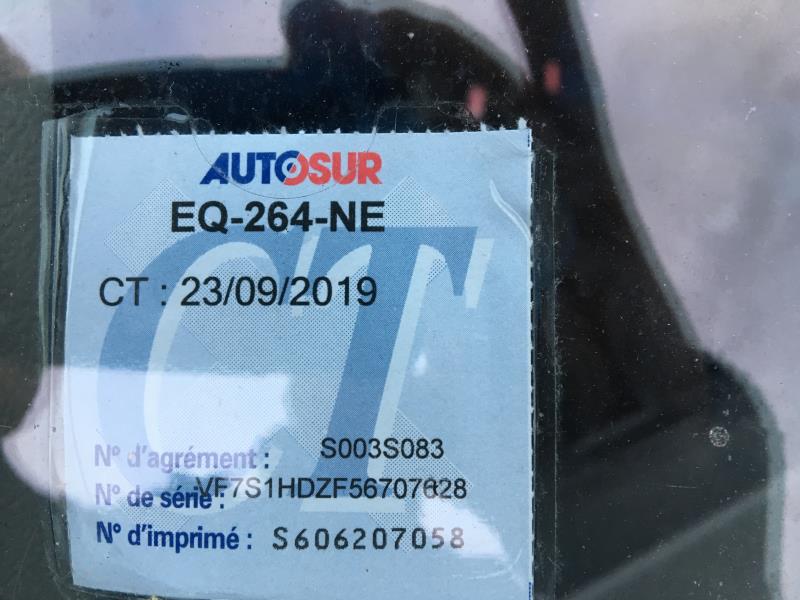 AUTOSUR
EQ-264-NE
CT : 23/09/2019
CT
N° d'agrément : S003S083
N° de série : VF7S1HDZF56707628
N° d'imprimé : S606207058